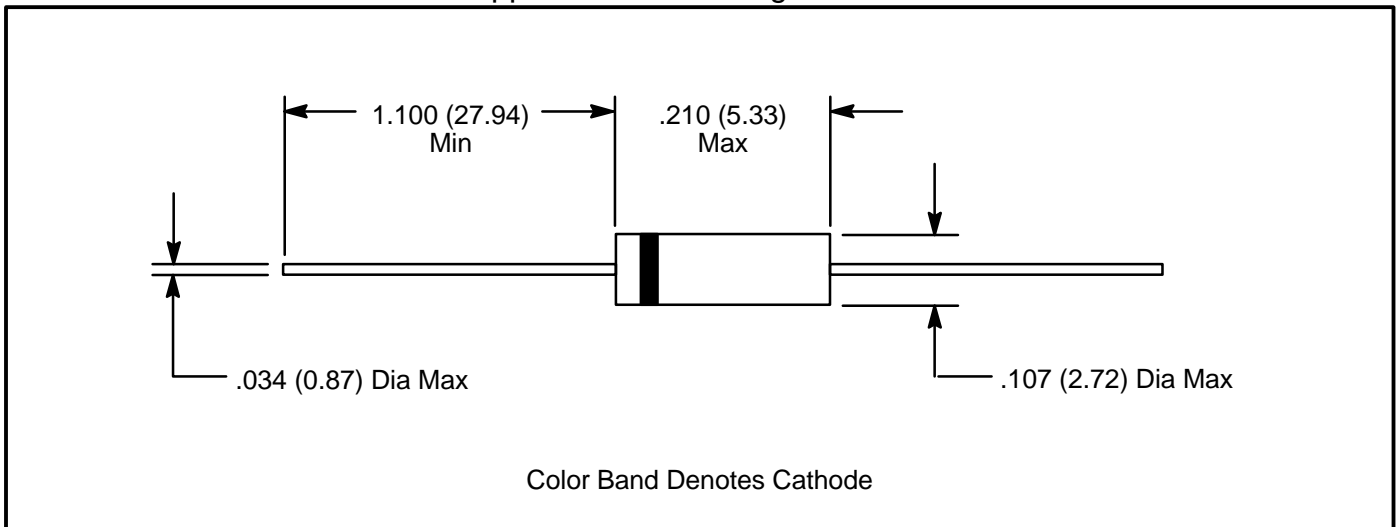 1.100 (27.94)
Min
.210 (5.33)
Max
.034 (0.87) Dia Max
.107 (2.72) Dia Max
Color Band Denotes Cathode